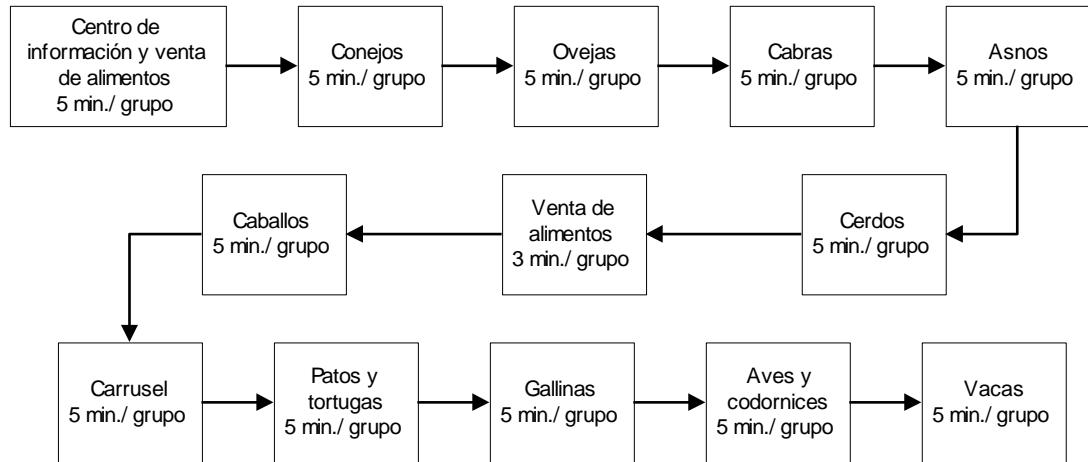 Centro de
información y venta
de alimentos
5 min./ grupo
Conejos
5 min./ grupo
Ovejas
5 min./ grupo
Cabras
5 min./ grupo
Asnos
5 min./ grupo
Cerdos
5 min./ grupo
Venta de
alimentos
3 min./ grupo
Caballos
5 min./ grupo
Carrusel
5 min./ grupo
Patos y
tortugas
5 min./ grupo
Gallinas
5 min./ grupo
Aves y
codornices
5 min./ grupo
Vacas
5 min./ grupo